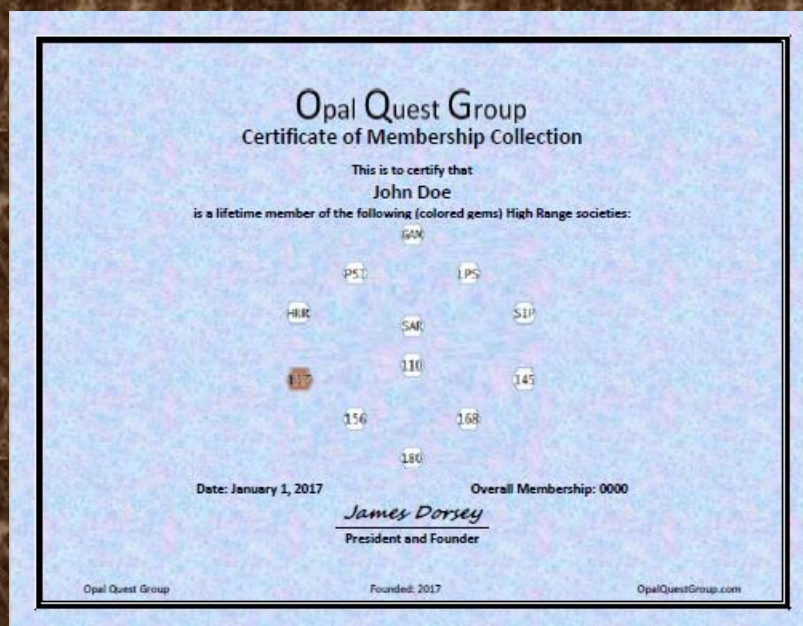 Opal Quest Group
Certificate of Membership Collection
This is to certify that
John Doe
is a lifetime member of the following (colored gems) High Range societies:
GAM
PSI LPS
HRR SIP
SAR
110
117 145
156 168
180
Date: January 1, 2017 Overall Membership: 0000
James Dorsey
President and Founder
Opal Quest Group Founded: 2017 OpalQuestGroup.com